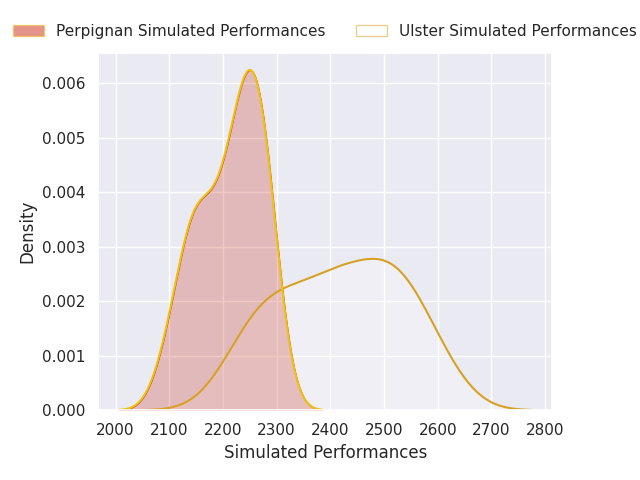 Perpignan Simulated Performances Ulster Simulated Performances
0.006
0.005
0.004
0.003
0.002
0.001
0.000
Density
2000 2100 2200 2300 2400 2500 2600 2700 2800
Simulated Performances